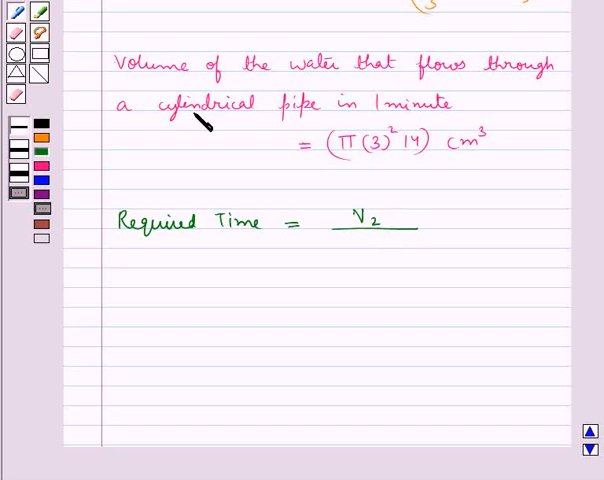 3
Volume of the water that flows through
a cylindrical pipe in 1 minute
= (π(3)² 14) cm³
Required Time = V₂